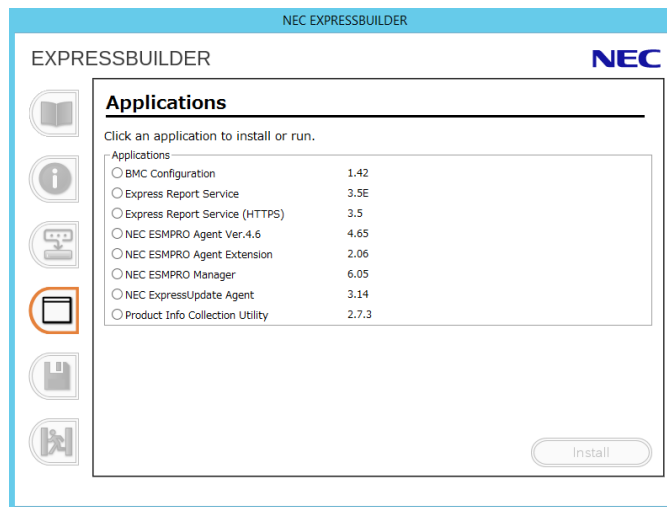 NEC EXPRESSBUILDER
EXPRESSBUILDER
NEC
Applications
Click an application to install or run.
Applications
BMC Configuration 1.42
Express Report Service 3.5E
Express Report Service (HTTPS) 3.5
NEC ESMPRO Agent Ver.4.6 4.65
NEC ESMPRO Agent Extension 2.06
NEC ESMPRO Manager 6.05
NEC ExpressUpdate Agent 3.14
Product Info Collection Utility 2.7.3
Install